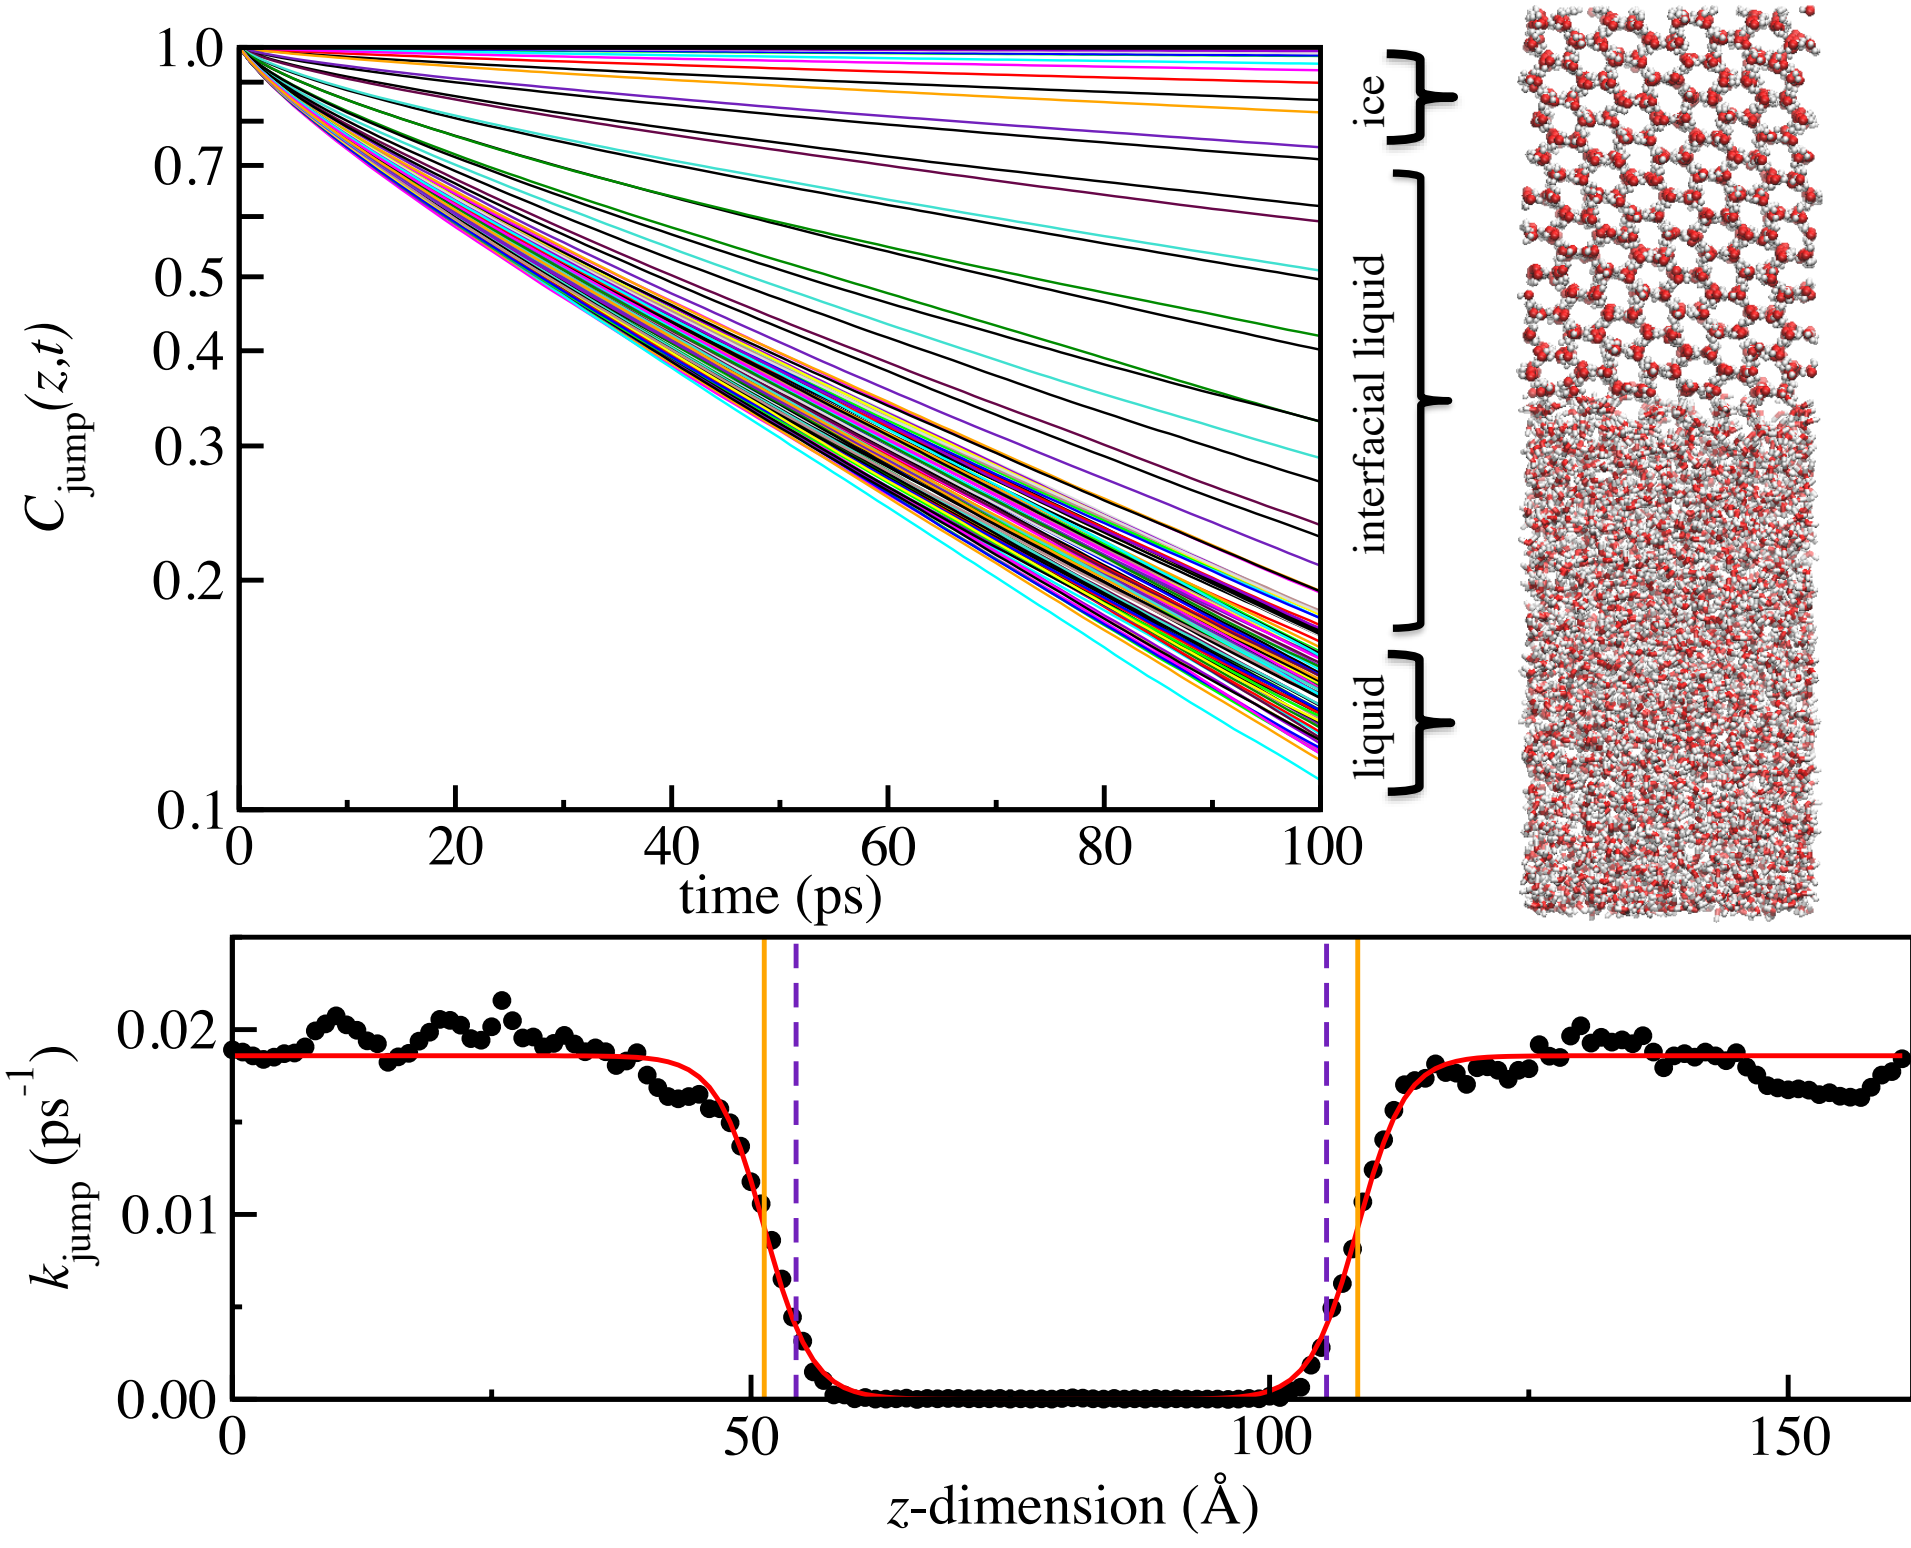 1.0
0.7
0.5
0.4
0.3
0.2
0.1
C jump (z,t)
0 20 40 60 80 100
time (ps)
ice
interfacial liquid
liquid
0.02
0.01
0.00
k jump (ps -1)
0 50 100 150
z-dimension (Å)